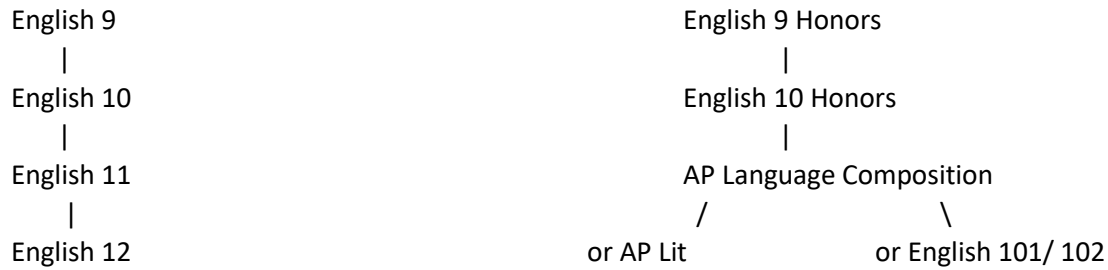 English 9 English 9 Honors
| |
English 10 English 10 Honors
| |
English 11 AP Language Composition
| / \
English 12 or AP Lit or English 101/ 102